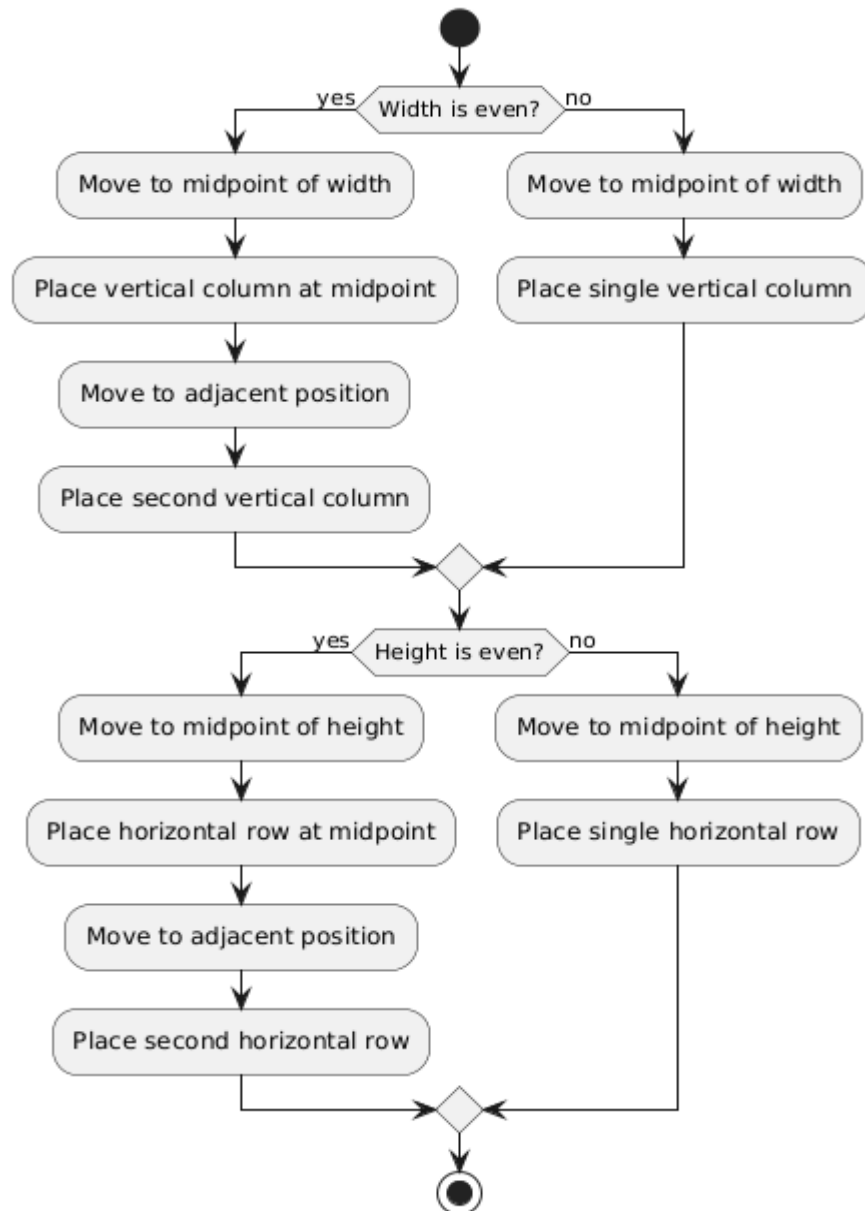 yes
Width is even?
no
Move to midpoint of width
Place vertical column at midpoint
Move to adjacent position
Place second vertical column
Move to midpoint of width
Place single vertical column
yes
Height is even?
no
Move to midpoint of height
Place horizontal row at midpoint
Move to adjacent position
Place second horizontal row
Move to midpoint of height
Place single horizontal row